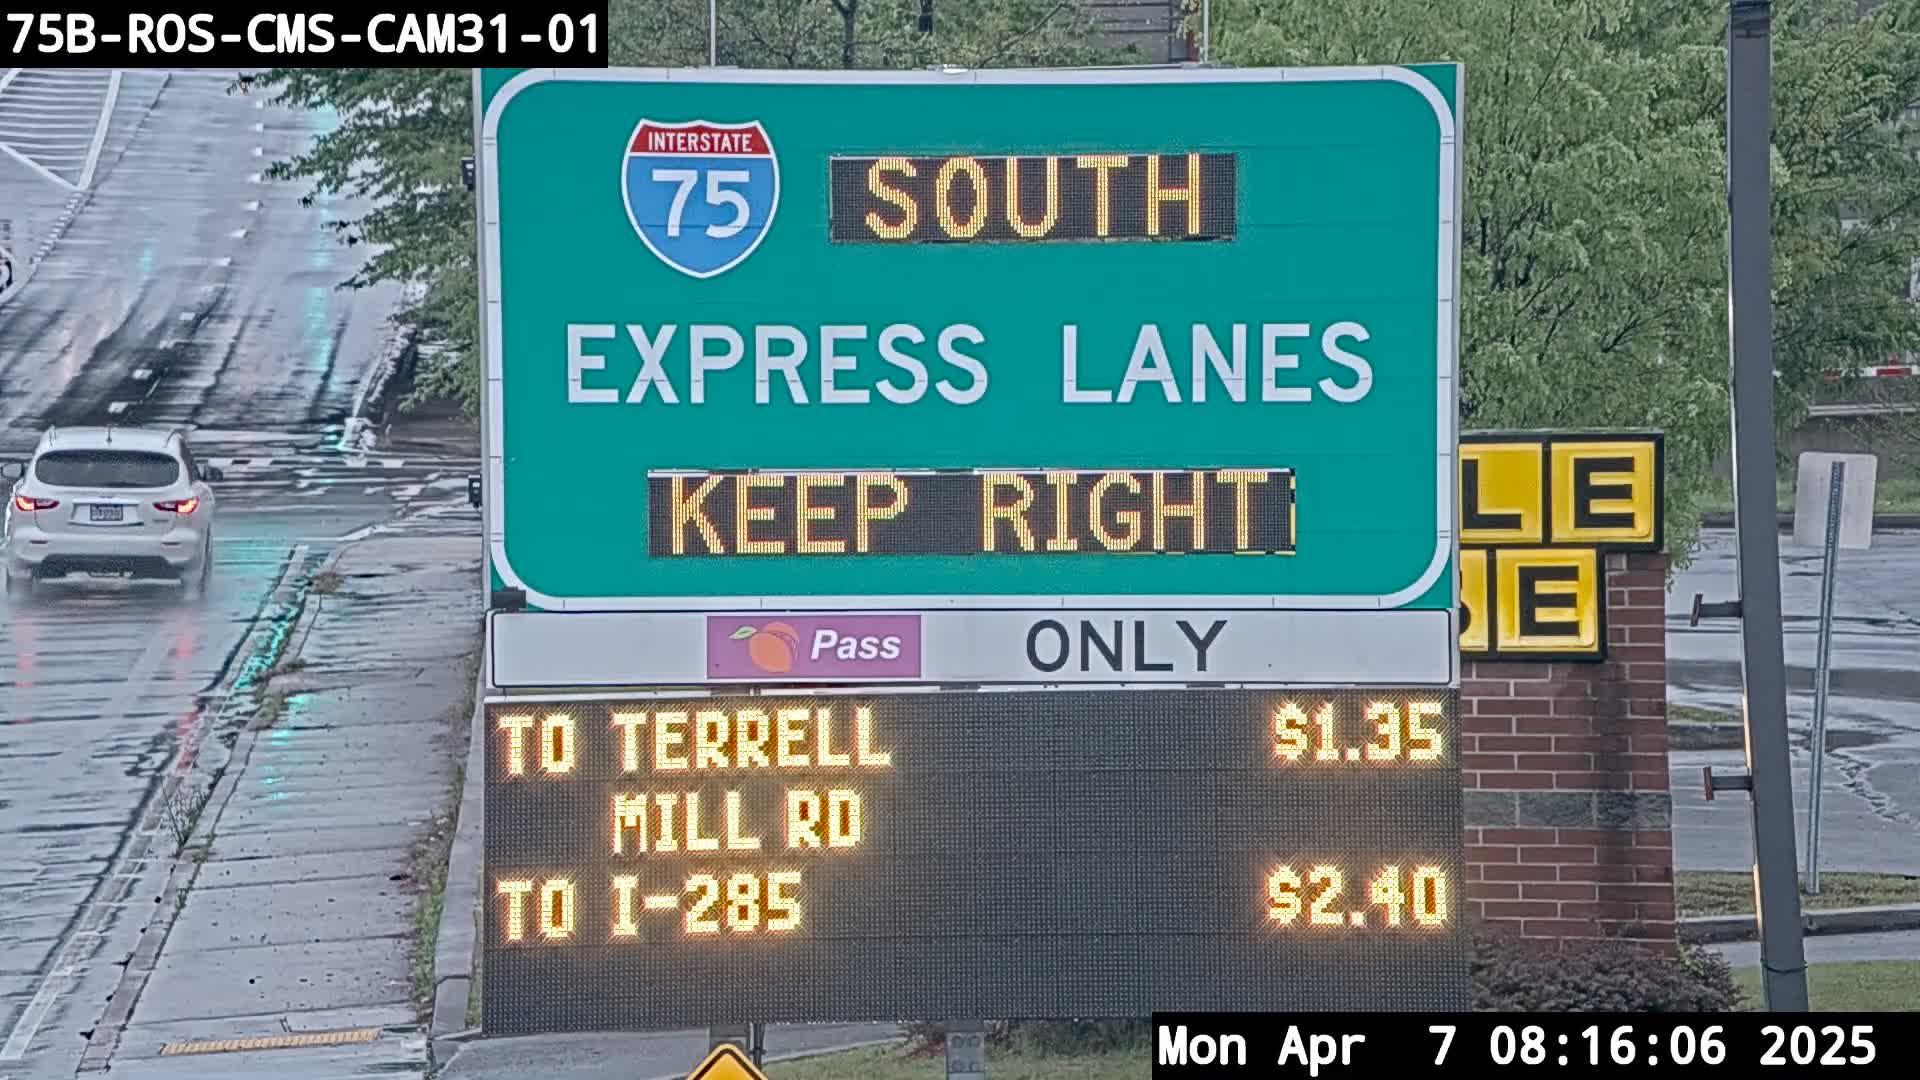 75B-ROS-CMS-CAM31-01
INTERSTATE
75
SOUTH
EXPRESS LANES
KEEP RIGHT
Pass ONLY
TO TERRELL $1.35
MILL RD
TO I-285 $2.40
LE
E
Mon Apr 7 08:16:06 2025